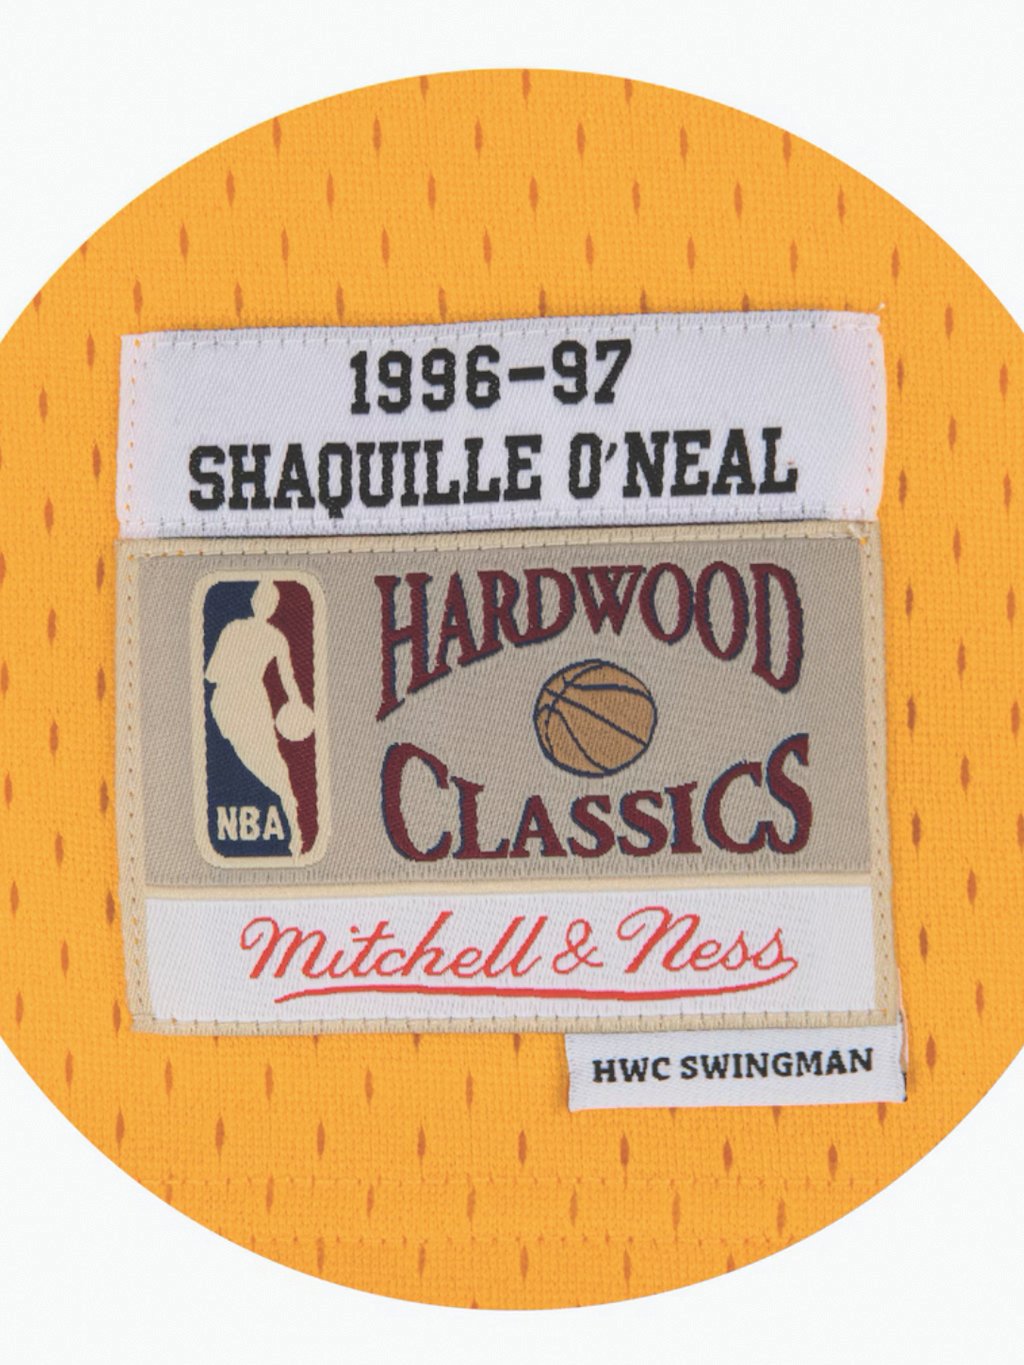 1996-97
SHAQUILLE O'NEAL
HARDWOOD
CLASSICS
NBA
Mitchell & Ness
HWC SWINGMAN